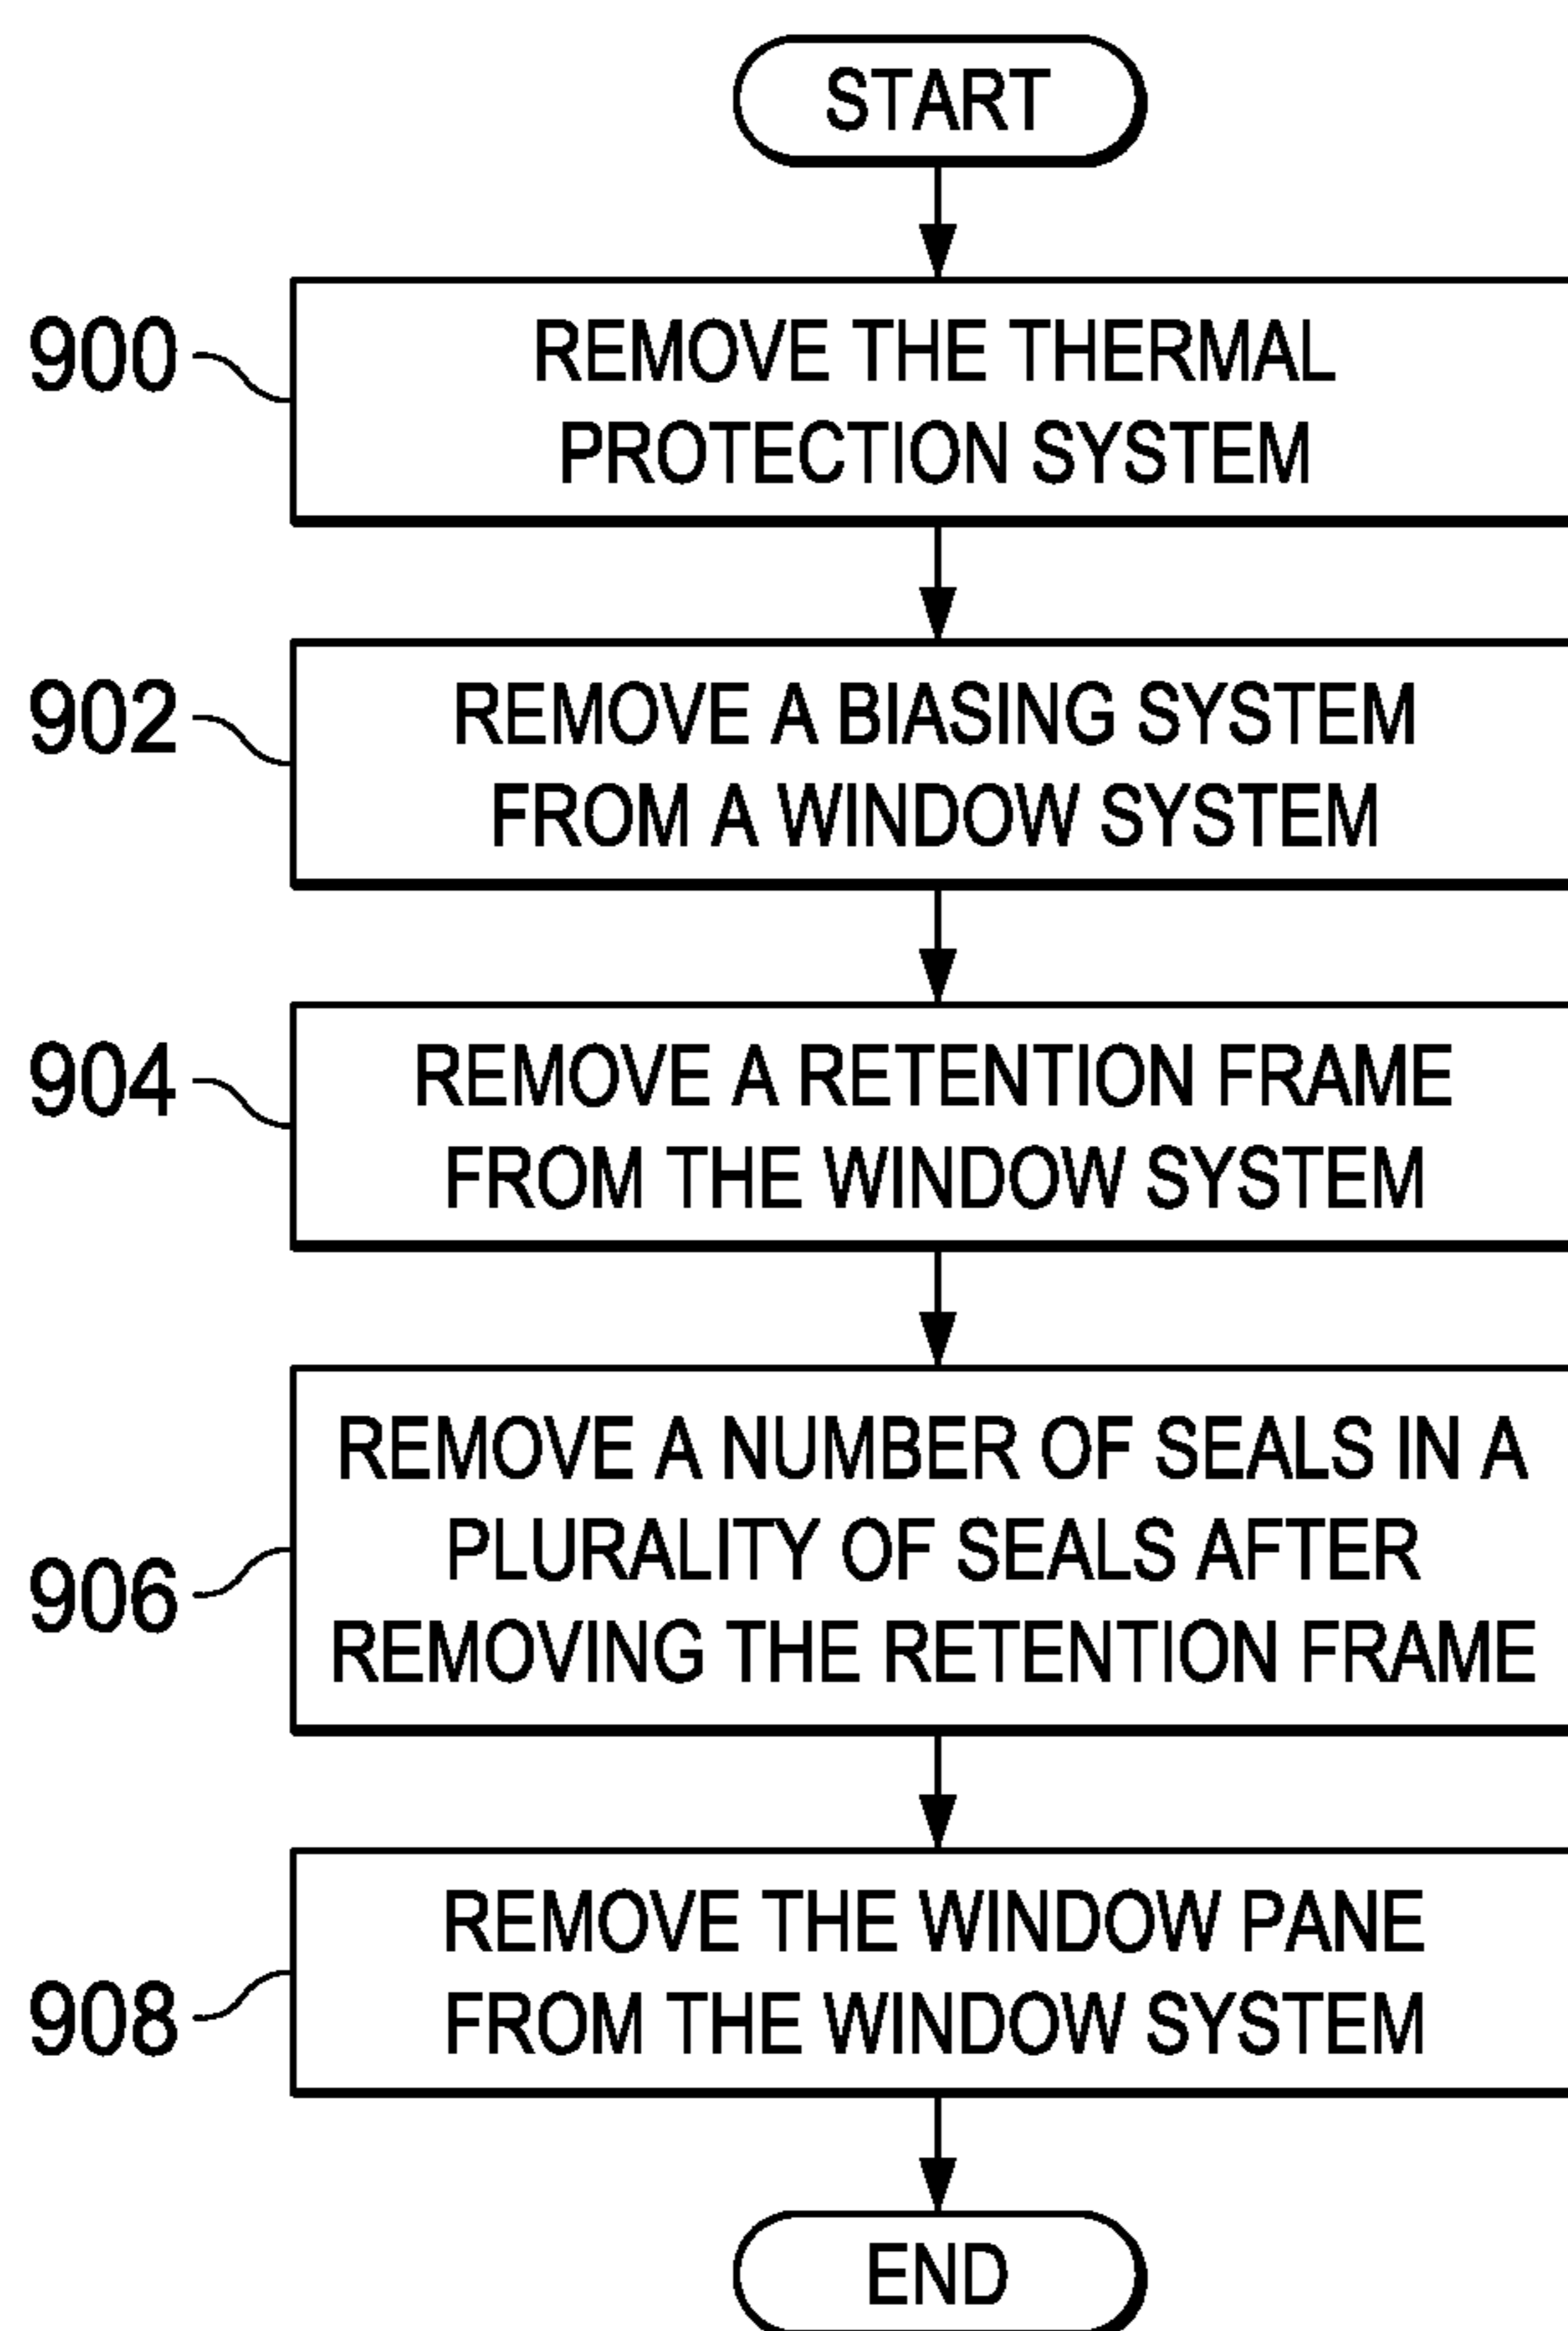 START
900
REMOVE THE THERMAL
PROTECTION SYSTEM
902
REMOVE A BIASING SYSTEM
FROM A WINDOW SYSTEM
904
REMOVE A RETENTION FRAME
FROM THE WINDOW SYSTEM
906
REMOVE A NUMBER OF SEALS IN A
PLURALITY OF SEALS AFTER
REMOVING THE RETENTION FRAME
908
REMOVE THE WINDOW PANE
FROM THE WINDOW SYSTEM
END